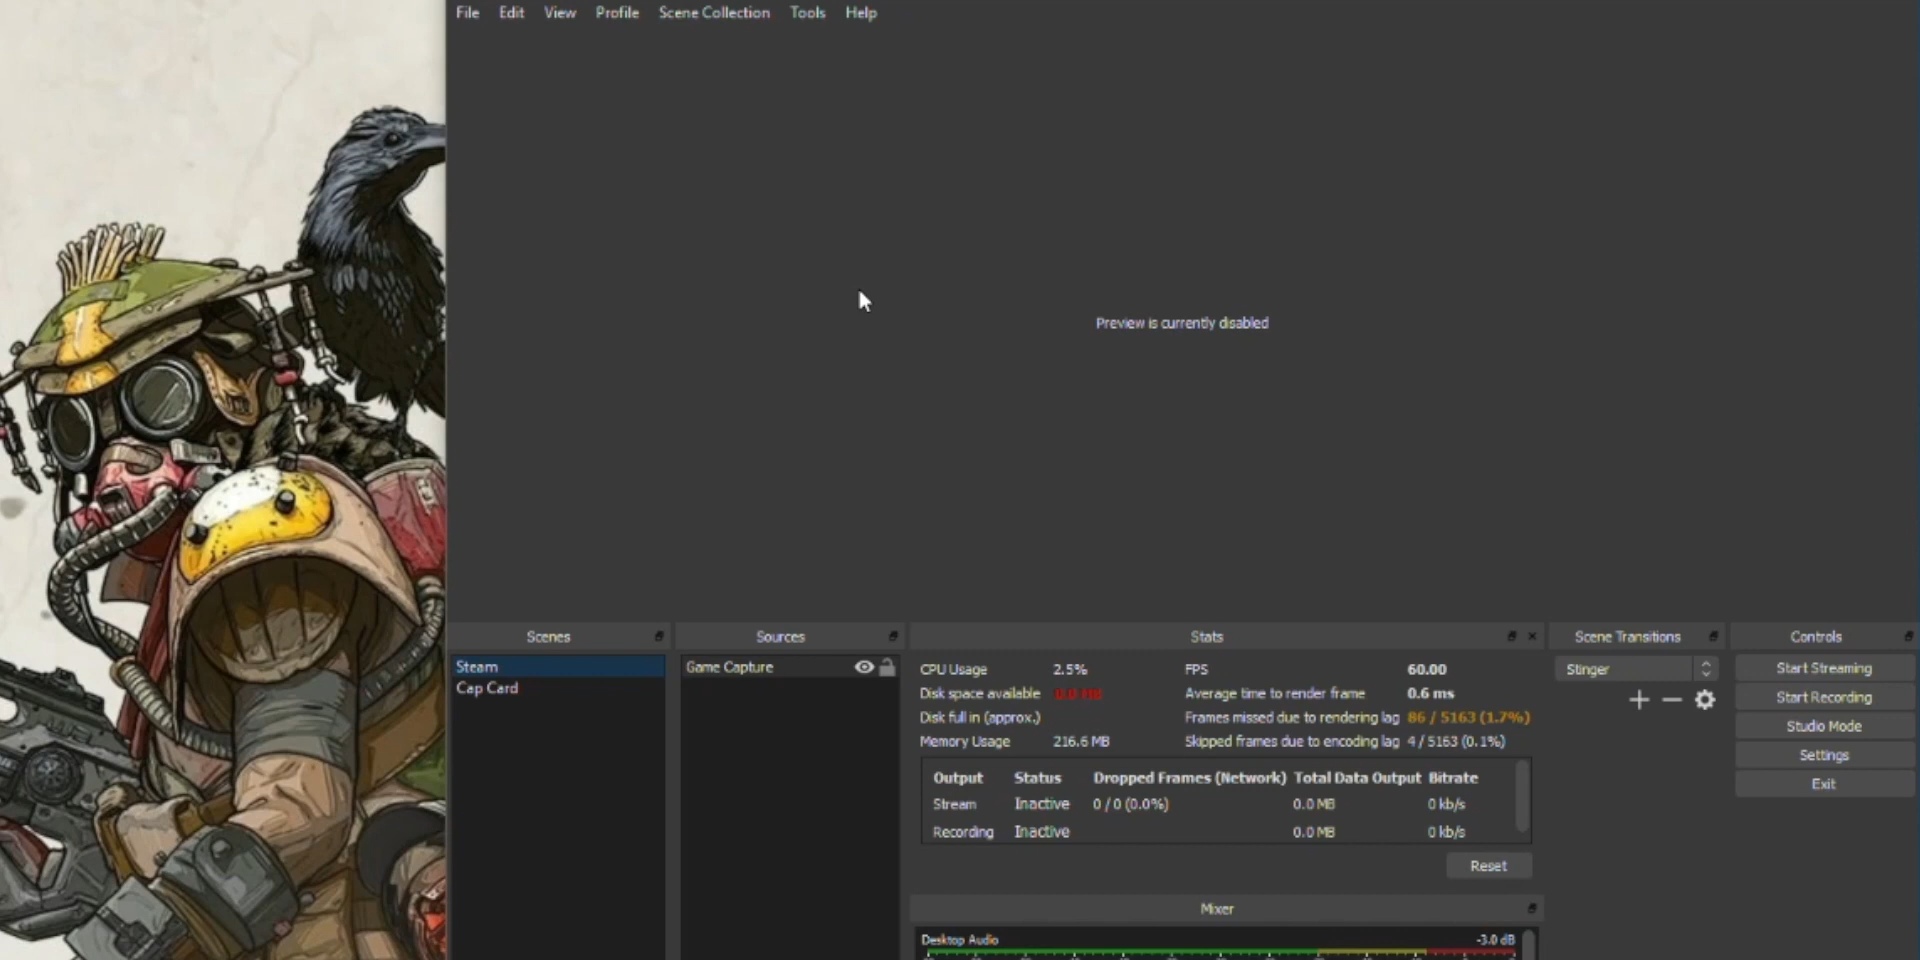 File Edit View Profile Scene Collection Tools Help
Preview is currently disabled
Scenes
Steam
Cap Card
Sources
Game Capture
Stats
CPU Usage 2.5%
Disk space available
Disk full in (approx.)
Memory Usage 216.6 MB
FPS 60.00
Average time to render frame 0.6 ms
Frames missed due to rendering lag 86 / 5163 (1.7%)
Skipped frames due to encoding lag 4 / 5163 (0.1%)
Output Status Dropped Frames (Network) Total Data Output Bitrate
Stream Inactive 0 / 0 (0.0%) 0.0 MB 0 kb/s
Recording Inactive 0.0 MB 0 kb/s
Reset
Mixer
Desktop Audio -3.0 dB
Scene Transitions
Stinger
Controls
Start Streaming
Start Recording
Studio Mode
Settings
Exit